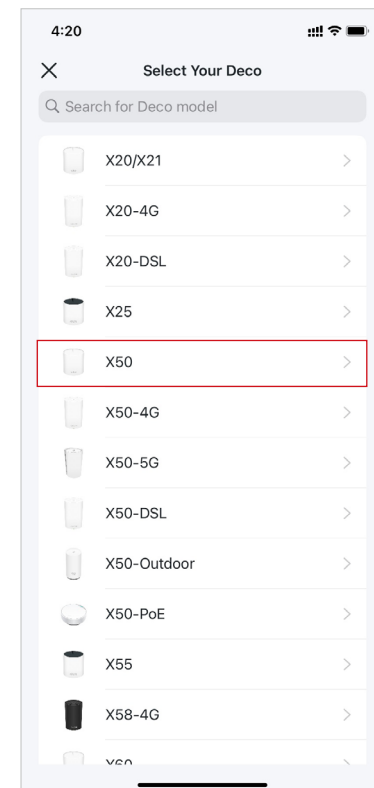 4:20
Select Your Deco
Search for Deco model
X20/X21
X20-4G
X20-DSL
X25
X50
X50-4G
X50-5G
X50-DSL
X50-Outdoor
X50-PoE
X55
X58-4G
X60